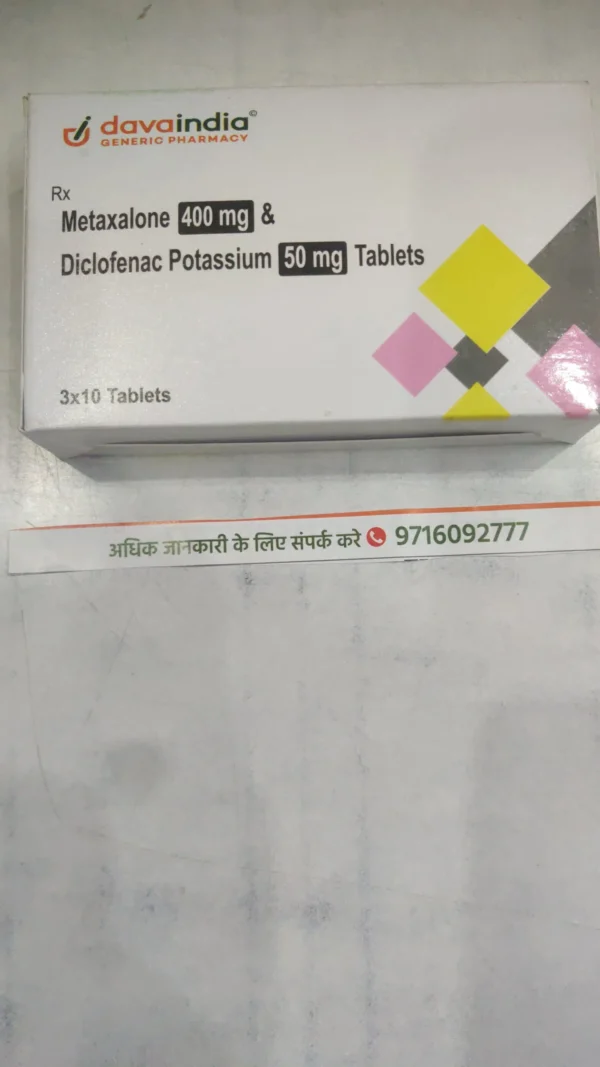 davaindia©
GENERIC PHARMACY
Rx
Metaxalone 400 mg &
Diclofenac Potassium 50 mg Tablets
3x10 Tablets
अधिक जानकारी के लिए संपर्क करे 9716092777